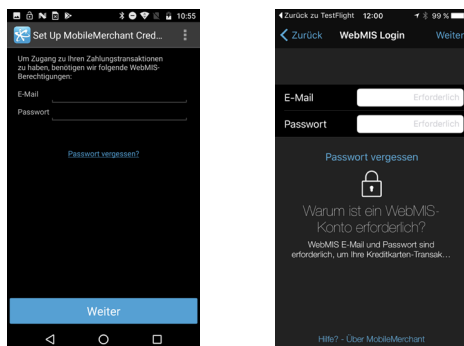 10:55
Set Up MobileMerchant Cred...
Um Zugang zu Ihren Zahlungstransaktionen
zu haben, benötigen wir folgende WebMIS-
Berechtigungen:
E-Mail
Passwort
Passwort vergessen?
Weiter
Zurück zu TestFlight 12:00 99 %
Zurück WebMIS Login Weiter
E-Mail Erforderlich
Passwort Erforderlich
Passwort vergessen
Warum ist ein WebMIS-
Konto erforderlich?
WebMIS E-Mail und Passwort sind
erforderlich, um Ihre Kreditkarten-Transak...
Hilfe? - Über MobileMerchant